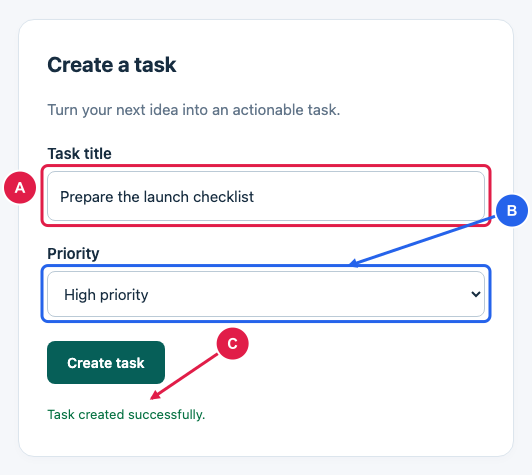 Create a task
Turn your next idea into an actionable task.
Task title
A
Prepare the launch checklist
B
Priority
High priority
C
Create task
Task created successfully.